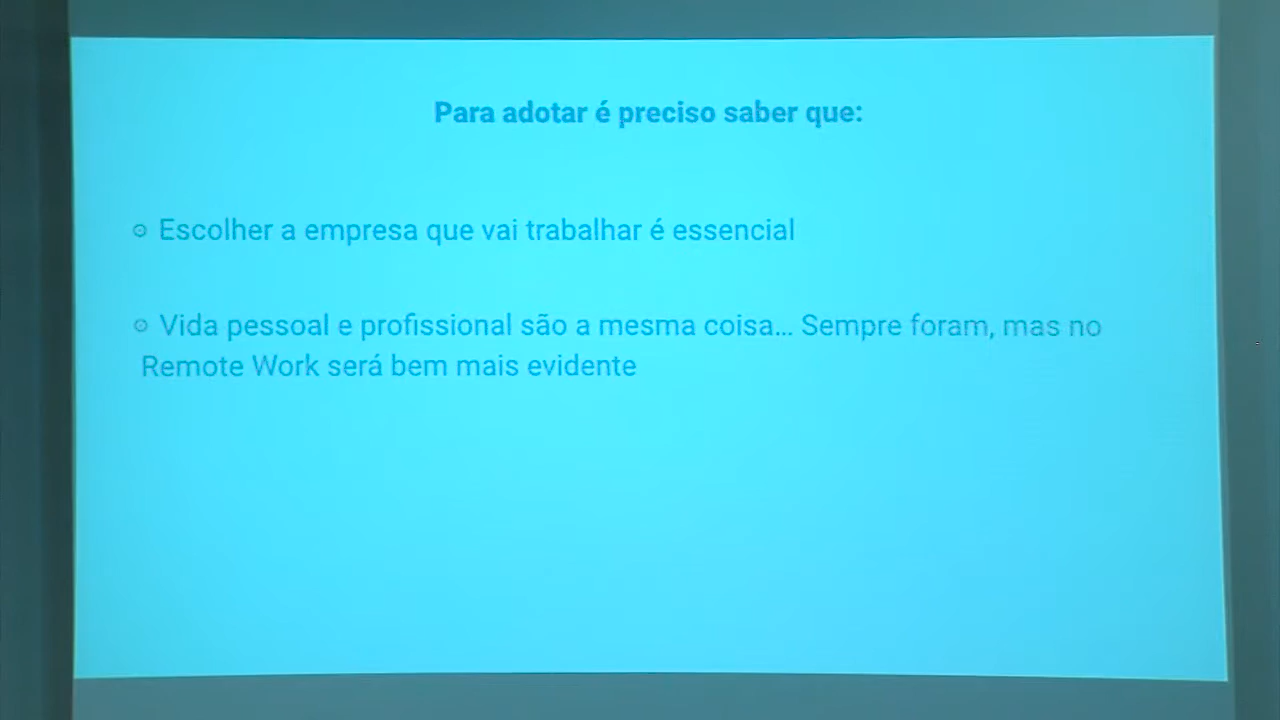 Para adotar é preciso saber que:
Escolher a empresa que vai trabalhar é essencial
Vida pessoal e profissional são a mesma coisa... Sempre foram, mas no
Remote Work será bem mais evidente